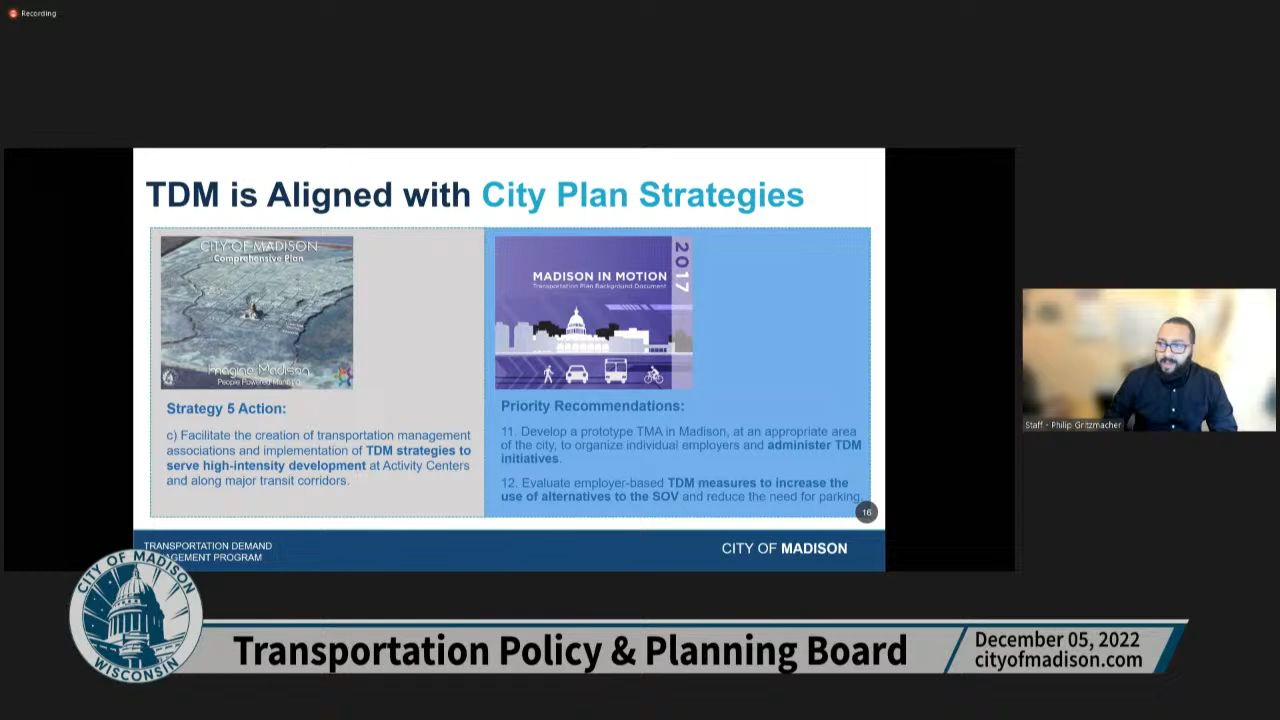 Recording
TDM is Aligned with City Plan Strategies
CITY OF MADISON
Comprehensive Plan
Imagine Madison
People Powered Planning
Strategy 5 Action:
c) Facilitate the creation of transportation management
associations and implementation of TDM strategies to
serve high-intensity development at Activity Centers
and along major transit corridors.
2017
MADISON IN MOTION
Transportation Plan Background Document
Priority Recommendations:
11. Develop a prototype TMA in Madison, at an appropriate area
of the city, to organize individual employers and administer TDM
initiatives.
12. Evaluate employer-based TDM measures to increase the
use of alternatives to the SOV and reduce the need for parking.
16
TRANSPORTATION DEMAND
AGEMENT PROGRAM
CITY OF MADISON
Staff - Philip Gritzmacher
CITY OF MADISON
WISCONSIN
Transportation Policy & Planning Board
December 05, 2022
cityofmadison.com